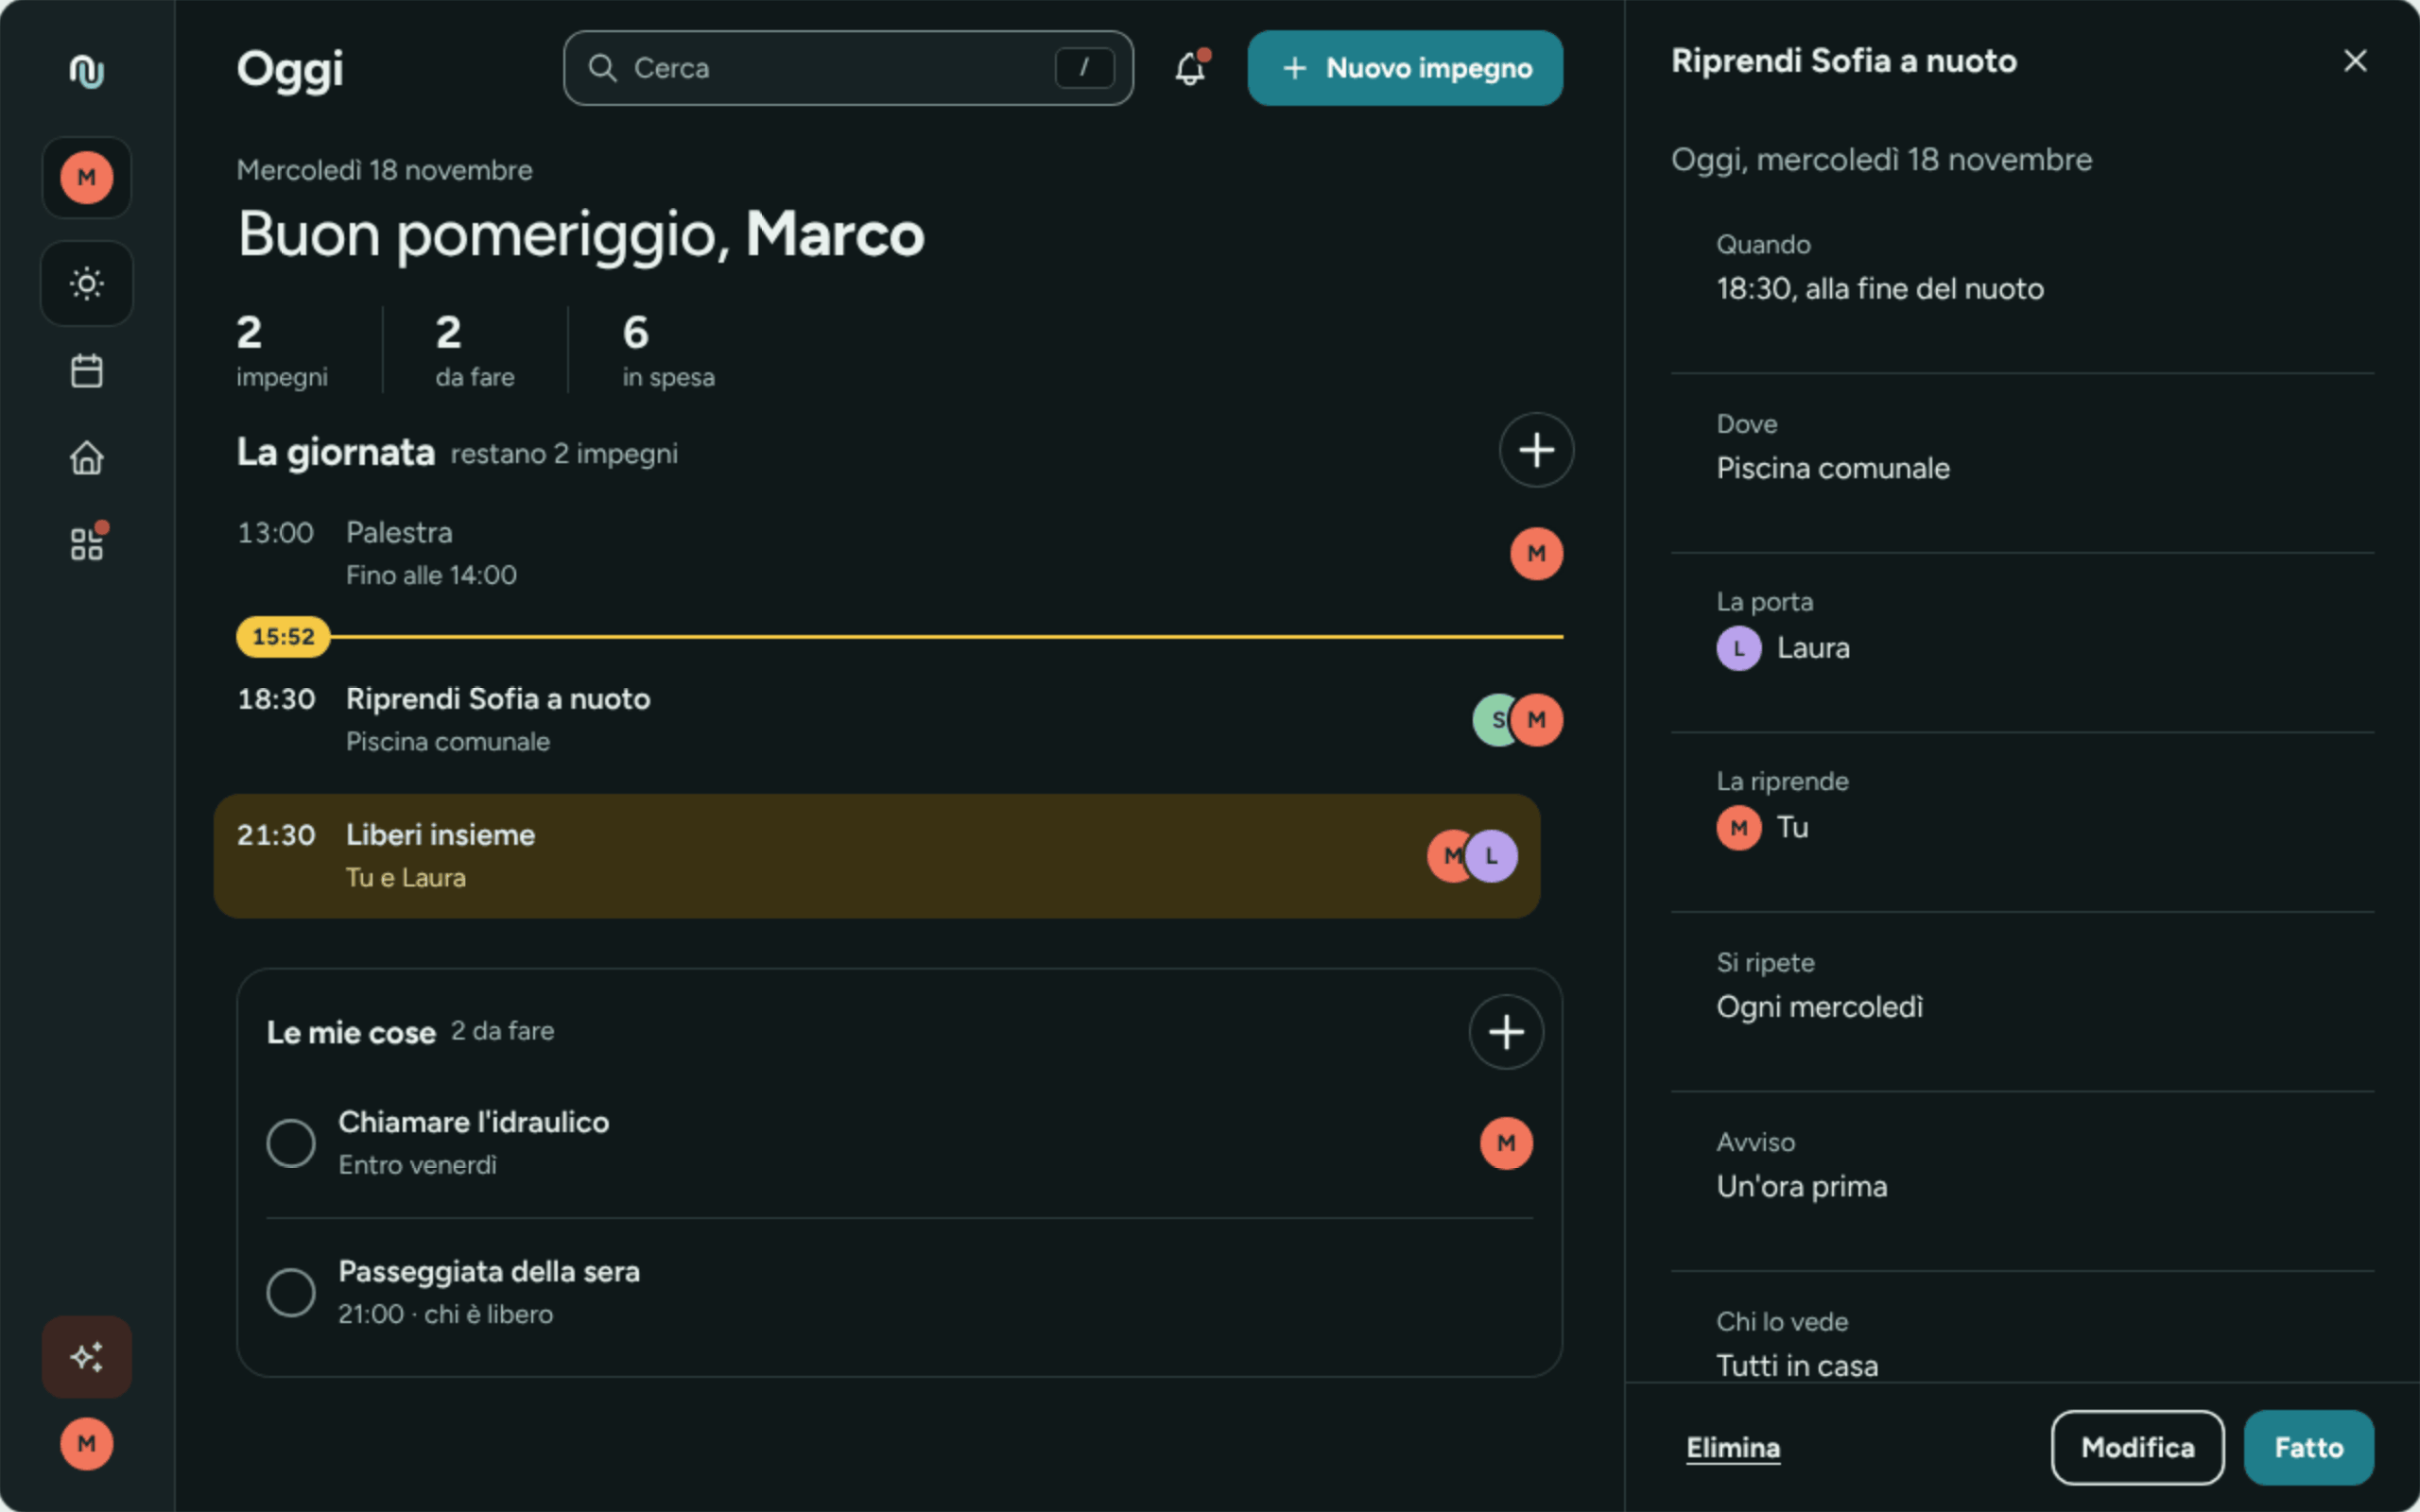 Oggi
Cerca /
+ Nuovo impegno
M
Mercoledì 18 novembre
Buon pomeriggio, Marco
2 2 6
impegni da fare in spesa
La giornata restano 2 impegni
13:00 Palestra
Fino alle 14:00
M
15:52
18:30 Riprendi Sofia a nuoto
Piscina comunale
S M
21:30 Liberi insieme
Tu e Laura
M L
Le mie cose 2 da fare
Chiamare l'idraulico
Entro venerdì
M
Passeggiata della sera
21:00 · chi è libero
M
Riprendi Sofia a nuoto
Oggi, mercoledì 18 novembre
Quando
18:30, alla fine del nuoto
Dove
Piscina comunale
La porta
L Laura
La riprende
M Tu
Si ripete
Ogni mercoledì
Avviso
Un'ora prima
Chi lo vede
Tutti in casa
Elimina Modifica Fatto